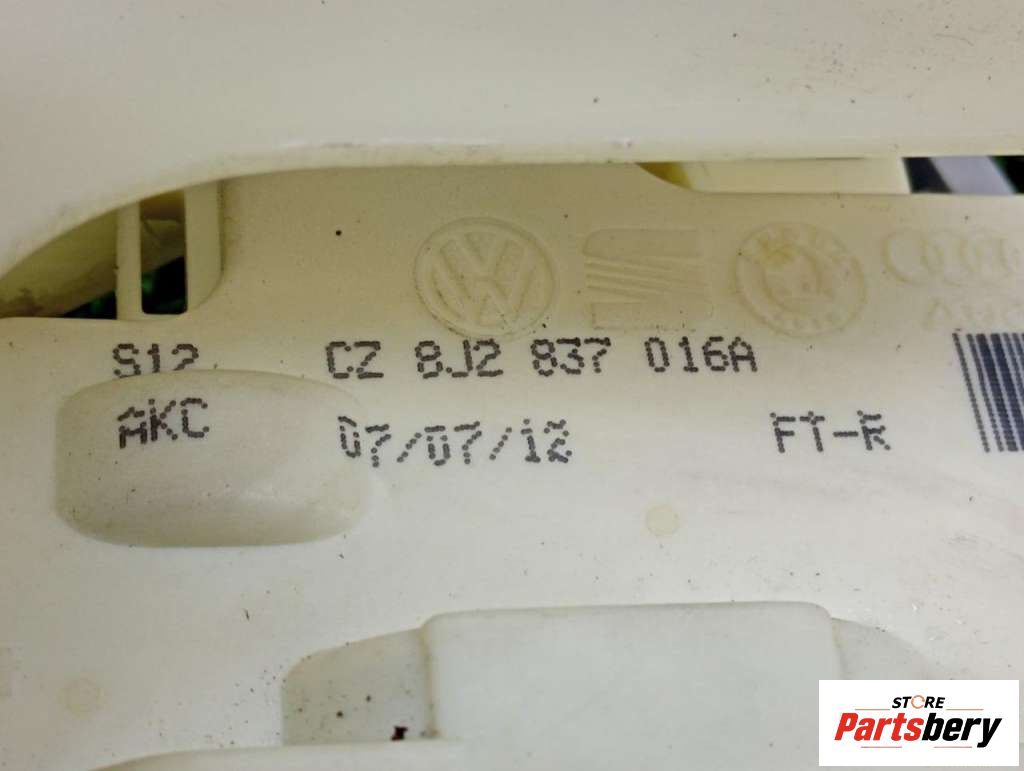 S12 CZ 8J2 837 016A
AKC 07/07/12 FT-R
STORE
Partsbery